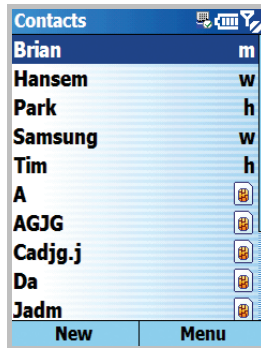 Contacts
Brian m
Hansem w
Park h
Samsung w
Tim h
A
AGJG
Cadjg.j
Da
Jadm
New Menu